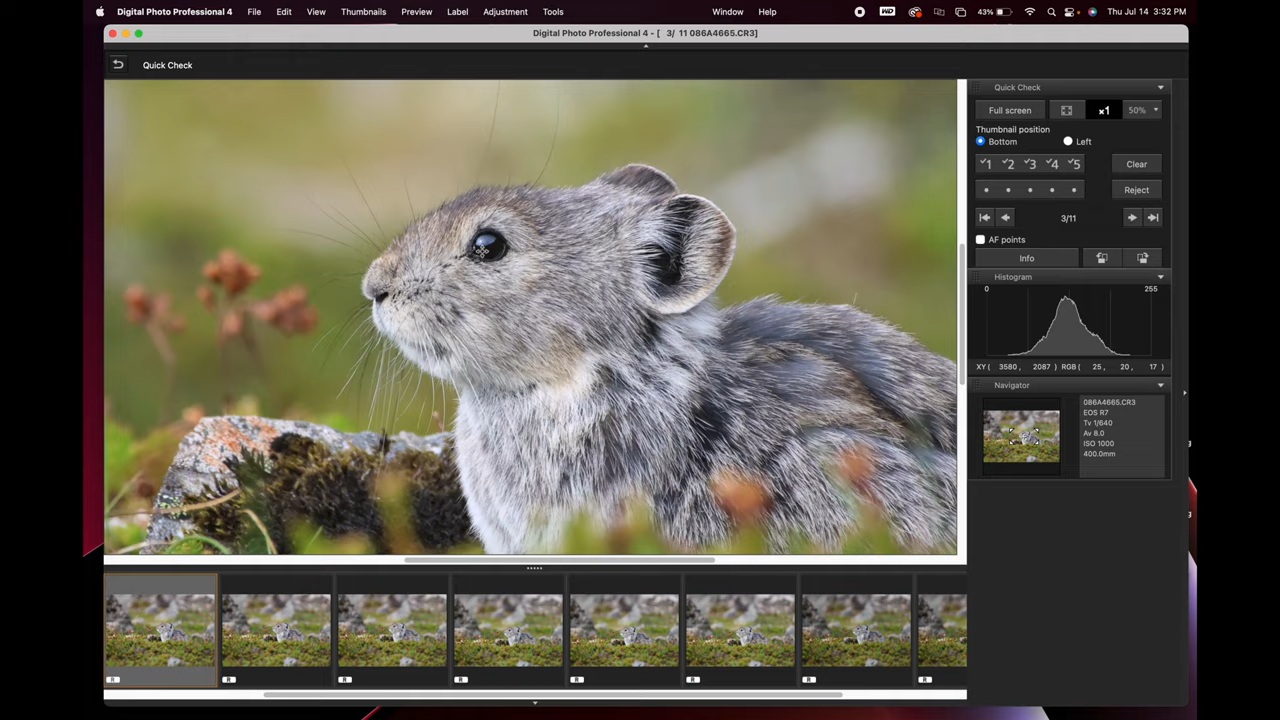 Digital Photo Professional 4 File Edit View Thumbnails Preview Label Adjustment Tools Window Help WD 43% Thu Jul 14 3:32 PM
Digital Photo Professional 4 - [ 3/ 11 086A4665.CR3]
Quick Check
Quick Check
Full screen x1 50%
Thumbnail position
Bottom Left
1 2 3 4 5 Clear
Reject
3/11
AF points
Info
Histogram
0 255
XY( 3580, 2087 ) RGB( 25, 20, 17 )
Navigator
086A4665.CR3
EOS R7
Tv 1/640
Av 8.0
ISO 1000
400.0mm
g
g
R R R R R R R R